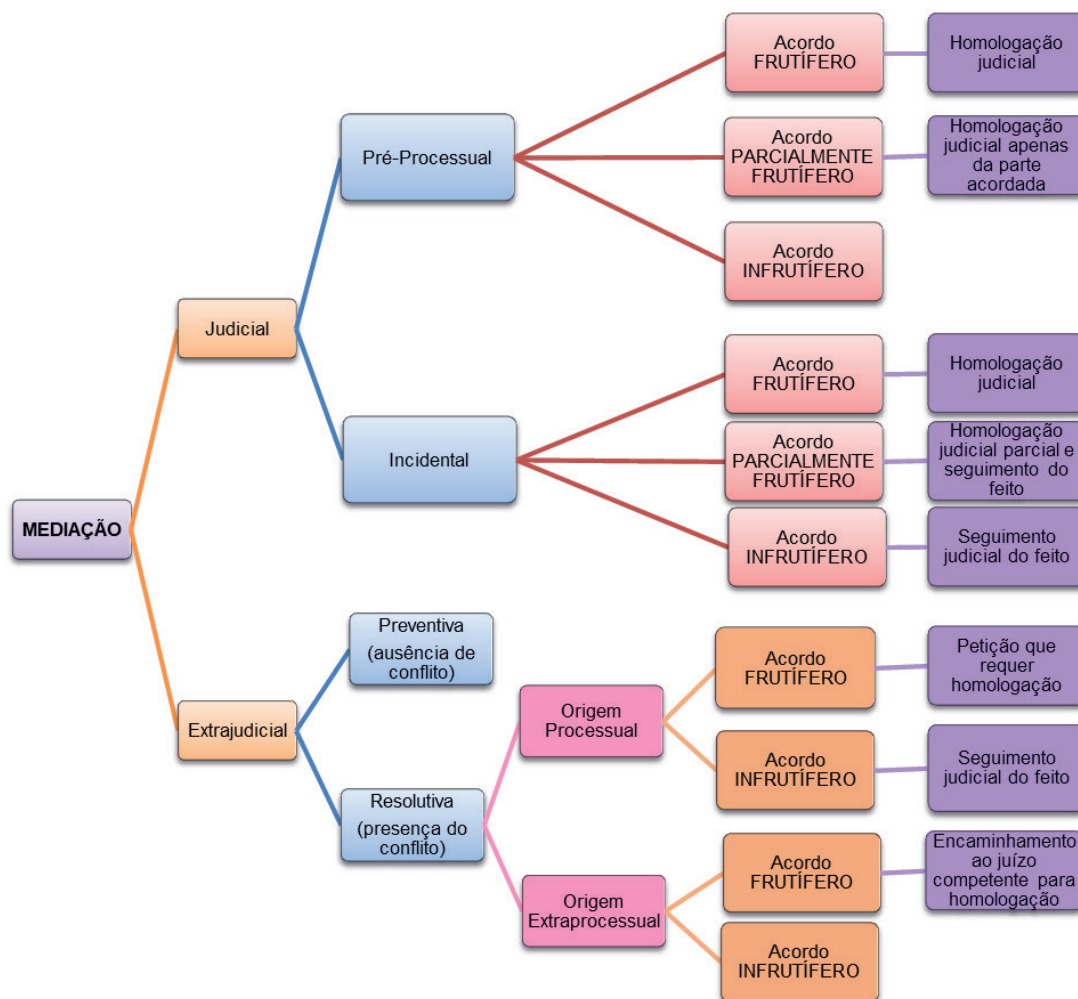 Acordo
FRUTÍFERO
Homologação
judicial
Pré-Processual
Acordo
PARCIALMENTE
FRUTÍFERO
Homologação
judicial apenas
da parte
acordada
Acordo
INFRUTÍFERO
Judicial
Acordo
FRUTÍFERO
Homologação
judicial
Incidental
Acordo
PARCIALMENTE
FRUTÍFERO
Homologação
judicial parcial e
seguimento do
feito
Acordo
INFRUTÍFERO
Seguimento
judicial do feito
MEDIAÇÃO
Extrajudicial
Preventiva
(ausência de
conflito)
Resolutiva
(presença do
conflito)
Origem
Processual
Acordo
FRUTÍFERO
Petição que
requer
homologação
Acordo
INFRUTÍFERO
Seguimento
judicial do feito
Origem
Extraprocessual
Acordo
FRUTÍFERO
Encaminhamento
ao juízo
competente para
homologação
Acordo
INFRUTÍFERO